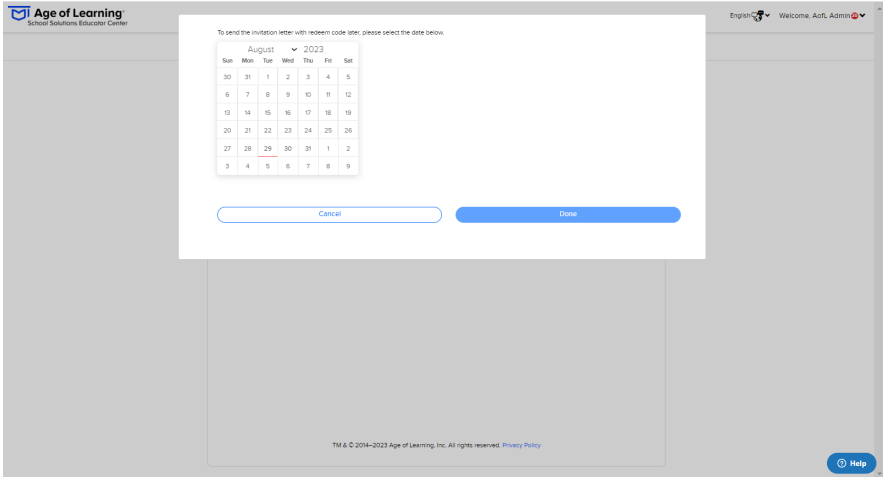 Age of Learning
School Solutions Educator Center
English
Welcome, AofL Admin
To send the invitation letter with redeem code later, please select the date below.
August 2023
Sun Mon Tue Wed Thu Fri Sat
30 31 1 2 3 4 5
6 7 8 9 10 11 12
13 14 15 16 17 18 19
20 21 22 23 24 25 26
27 28 29 30 31 1 2
3 4 5 6 7 8 9
Cancel
Done
TM & © 2014–2023 Age of Learning, Inc. All rights reserved. Privacy Policy
Help